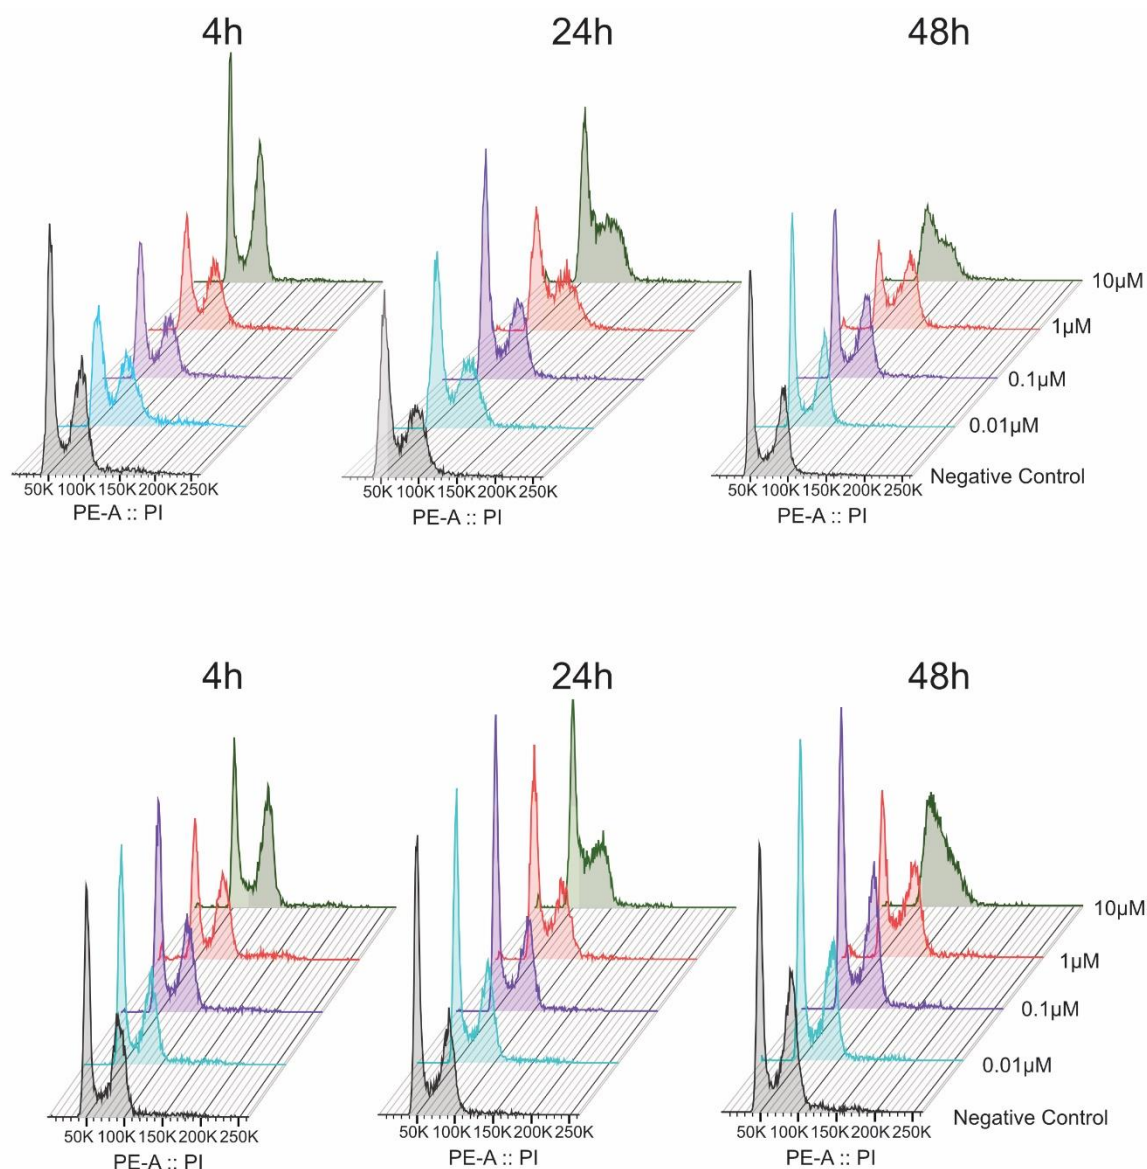 4h 24h 48h
10µM
1µM
0.1µM
0.01µM
Negative Control
50K 100K 150K 200K 250K 50K 100K 150K 200K 250K 50K 100K 150K 200K 250K
PE-A :: PI PE-A :: PI PE-A :: PI
4h 24h 48h
10µM
1µM
0.1µM
0.01µM
Negative Control
50K 100K 150K 200K 250K 50K 100K 150K 200K 250K 50K 100K 150K 200K 250K
PE-A :: PI PE-A :: PI PE-A :: PI